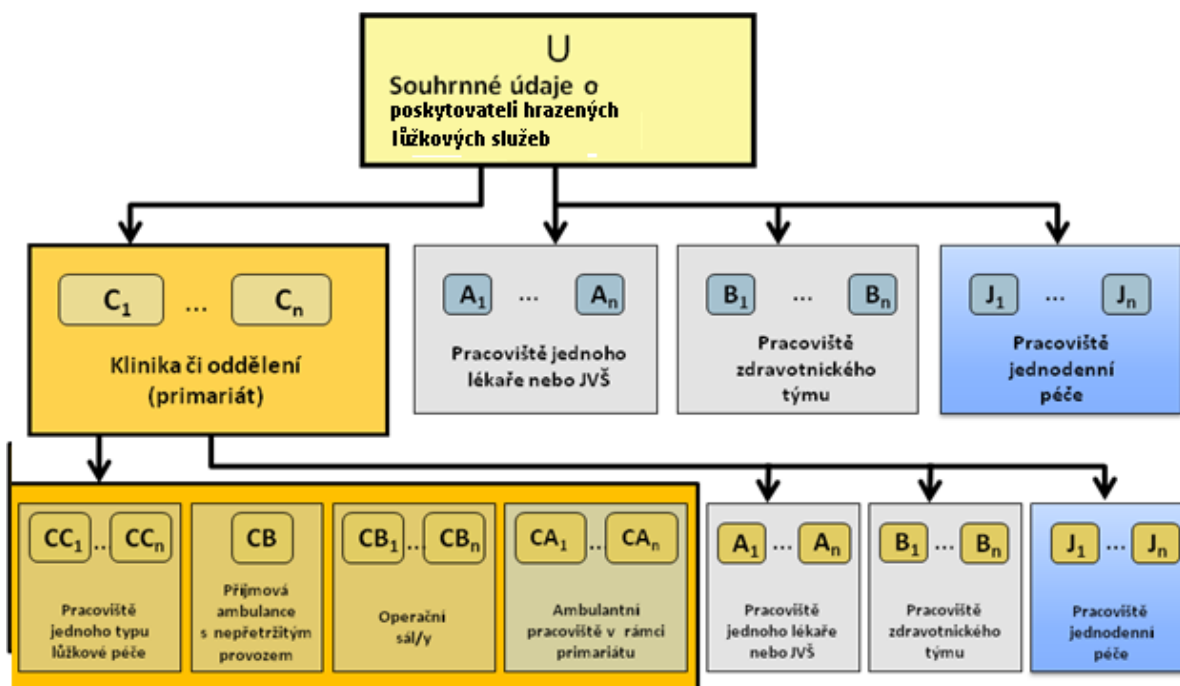 U
Souhrnné údaje o
poskytovateli hrazených
lůžkových služeb
C₁ ... Cₙ
Klinika či oddělení
(primariát)
A₁ ... Aₙ
Pracoviště jednoho
lékaře nebo JVŠ
B₁ ... Bₙ
Pracoviště
zdravotnického
týmu
J₁ ... Jₙ
Pracoviště
jednodenní
péče
CC₁ ... CCₙ
Pracoviště
jednoho typu
lůžkové péče
CB
Příjmová
ambulance
s nepřetržitým
provozem
CB₁ ... CBₙ
Operační
sál/y
CA₁ ... CAₙ
Ambulantní
pracoviště v rámci
primariátu
A₁ ... Aₙ
Pracoviště
jednoho lékaře
nebo JVŠ
B₁ ... Bₙ
Pracoviště
zdravotnického
týmu
J₁ ... Jₙ
Pracoviště
jednodenní
péče